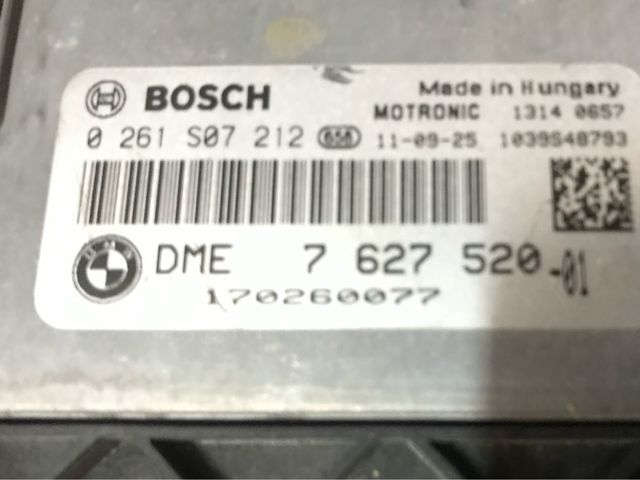 BOSCH
Made in Hungary
MOTRONIC 1314 0657
0 261 S07 212 658 11-09-25 1039S48793
BMW
DME 7 627 520-01
170260077